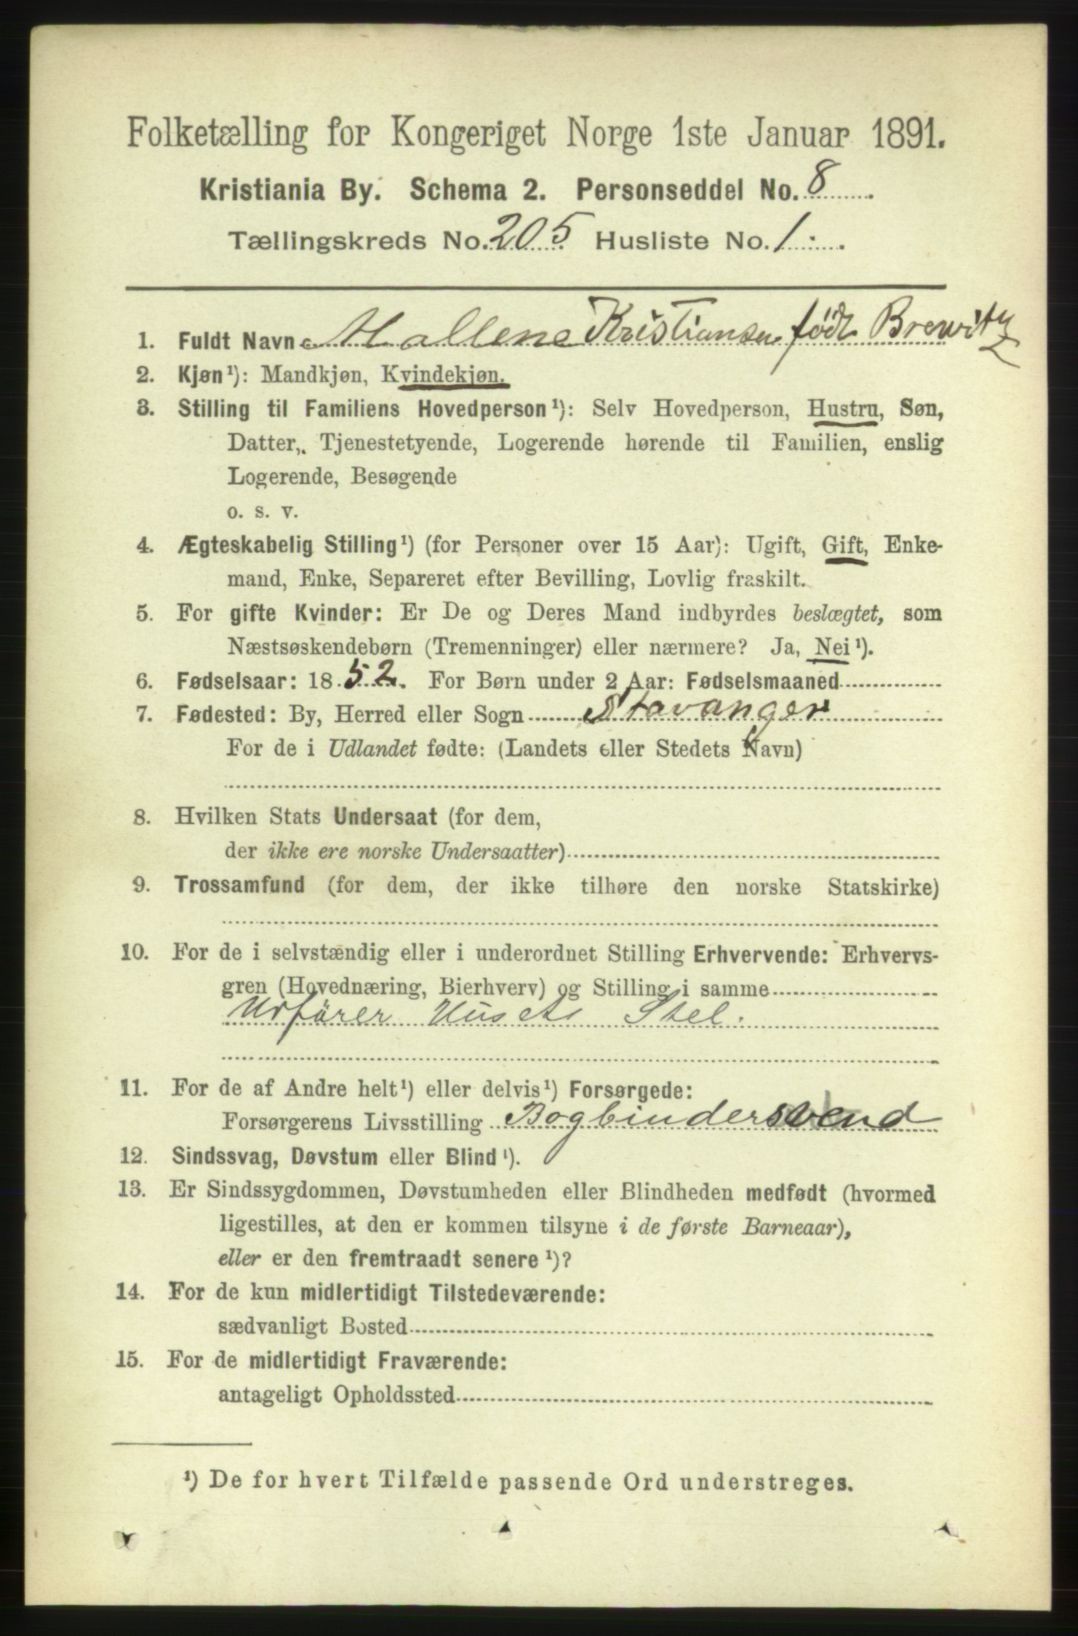 Folketælling for Kongeriget Norge 1ste Januar 1891.
Kristiania By. Schema 2. Personseddel No. 8
Tællingskreds No. 205 Husliste No. 1
1. Fuldt Navn: Mallene Kristiansen født Brewitz
2. Kjøn¹): Mandkjøn, Kvindekjøn.
3. Stilling til Familiens Hovedperson¹): Selv Hovedperson, Hustru, Søn,
Datter, Tjenestetyende, Logerende hørende til Familien, enslig
Logerende, Besøgende
o. s. v.
4. Ægteskabelig Stilling¹) (for Personer over 15 Aar): Ugift, Gift, Enke-
mand, Enke, Separeret efter Bevilling, Lovlig fraskilt.
5. For gifte Kvinder: Er De og Deres Mand indbyrdes beslægtet, som
Næstsøskendebørn (Tremenninger) eller nærmere? Ja, Nei¹).
6. Fødselsaar: 1852. For Børn under 2 Aar: Fødselsmaaned
7. Fødested: By, Herred eller Sogn Stavanger
For de i Udlandet fødte: (Landets eller Stedets Navn)
8. Hvilken Stats Undersaat (for dem,
der ikke ere norske Undersaatter)
9. Trossamfund (for dem, der ikke tilhøre den norske Statskirke)
10. For de i selvstændig eller i underordnet Stilling Erhvervende: Erhvervs-
gren (Hovednæring, Bierhverv) og Stilling i samme
Udfører Husets Stel.
11. For de af Andre helt¹) eller delvis¹) Forsørgede:
Forsørgerens Livsstilling Bogbindersvend
12. Sindssvag, Døvstum eller Blind¹).
13. Er Sindssygdommen, Døvstumheden eller Blindheden medfødt (hvormed
ligestilles, at den er kommen tilsyne i de første Barneaar),
eller er den fremtraadt senere¹)?
14. For de kun midlertidigt Tilstedeværende:
sædvanligt Bosted
15. For de midlertidigt Fraværende:
antageligt Opholdssted
¹) De for hvert Tilfælde passende Ord understreges.